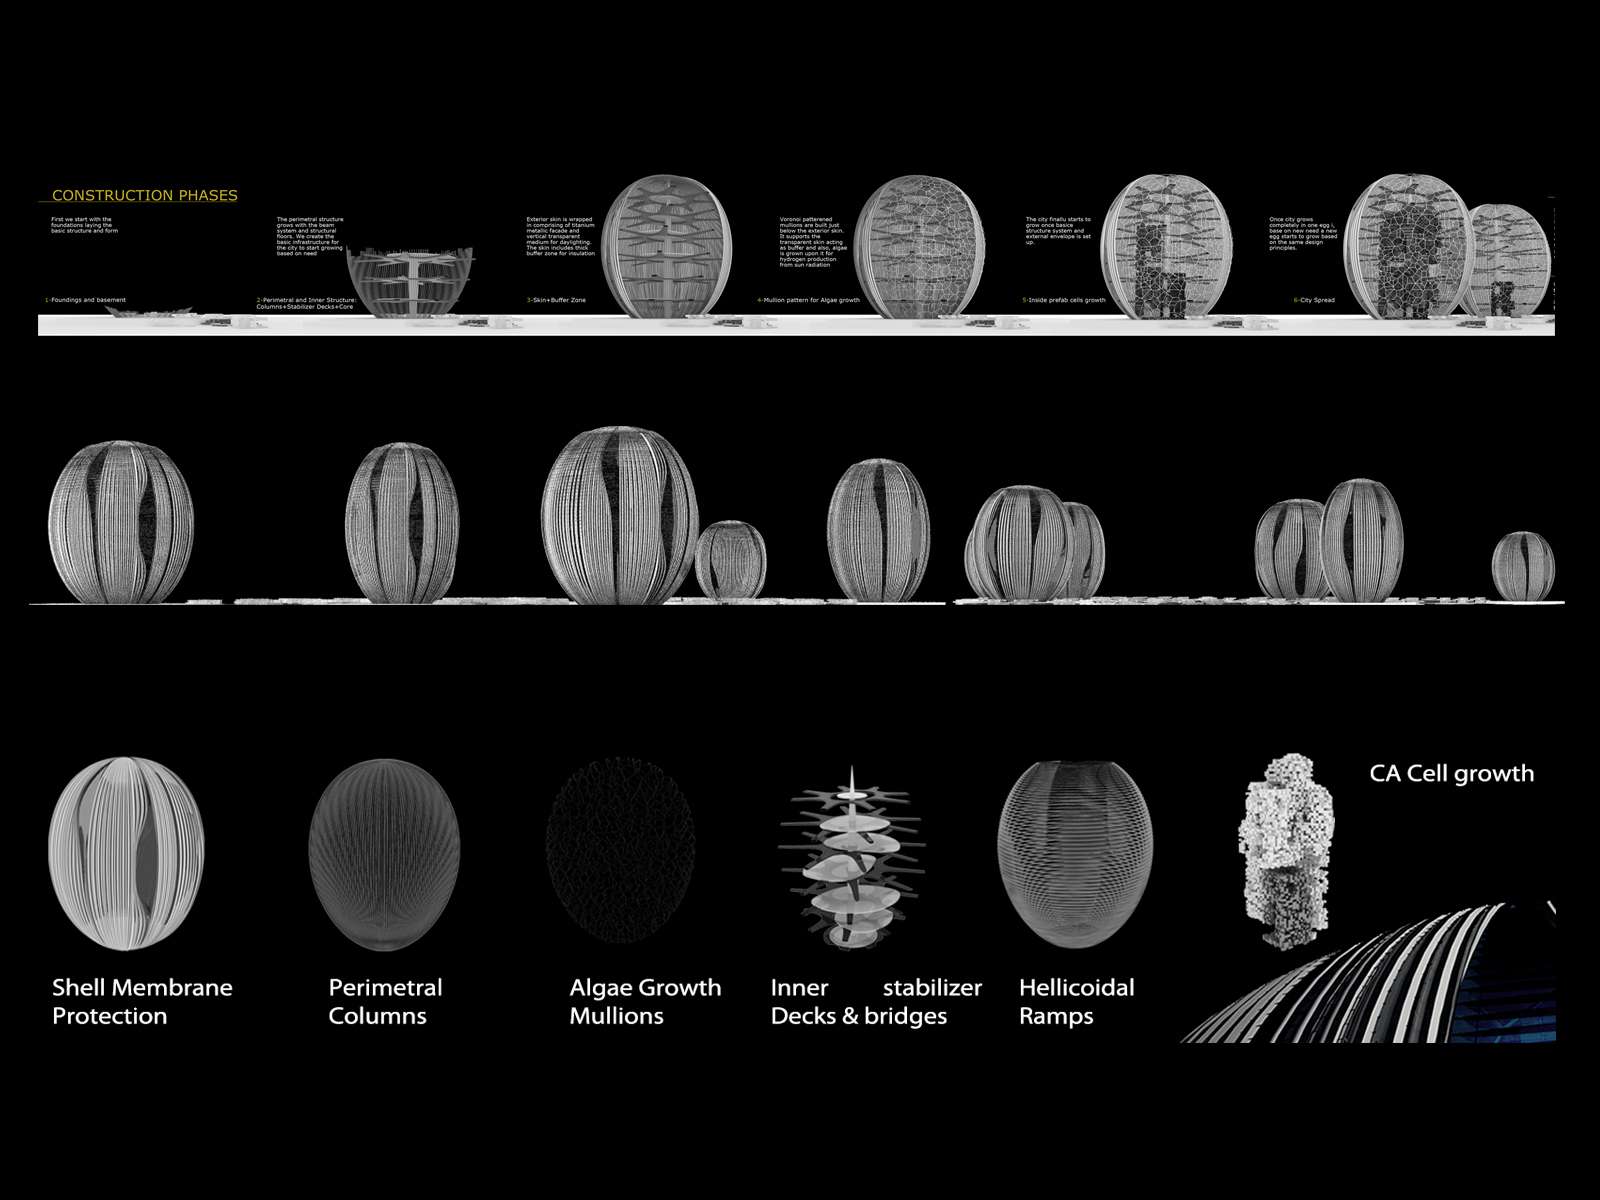 CONSTRUCTION PHASES
First we start with the
foundations laying the
basic structure and form
1-Foundings and basement
The perimetral structure
grows with the beam
system and structural
floors. We create the
basic infrastructure for
the city to start growing
based on need
2-Perimetral and Inner Structure:
Columns+Stabilizer Decks+Core
Exterior skin is wrapped
in comprising of titanium
metallic facade and
vertical transparent
medium for daylighting.
The skin includes thick
buffer zone for insulation
3-Skin+Buffer Zone
Voronoi patterened
mullions are built just
below the exterior skin.
It supports the
transparent skin acting
as buffer and also, algae
is grown upon it for
hydrogen production
from sun radiation
4-Mullion pattern for Algae growth
The city finallu starts to
grow once basice
structure system and
external envelope is set
up.
5-Inside prefab cells growth
Once city grows
completely in one egg i,
base on new need a new
egg starts to grow based
on the same design
principles.
6-City Spread
Shell Membrane
Protection
Perimetral
Columns
Algae Growth
Mullions
Inner stabilizer
Decks & bridges
Hellicoidal
Ramps
CA Cell growth